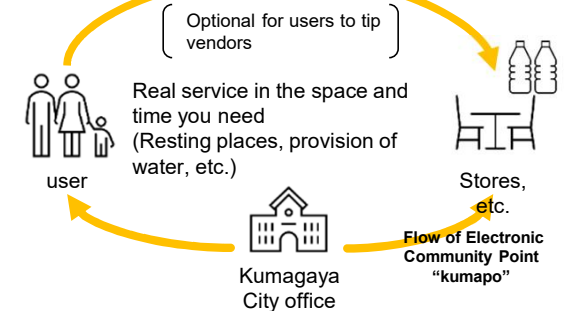 Optional for users to tip
vendors
Real service in the space and
time you need
(Resting places, provision of
water, etc.)
user
Stores,
etc.
Flow of Electronic
Community Point
“kumapo”
Kumagaya
City office